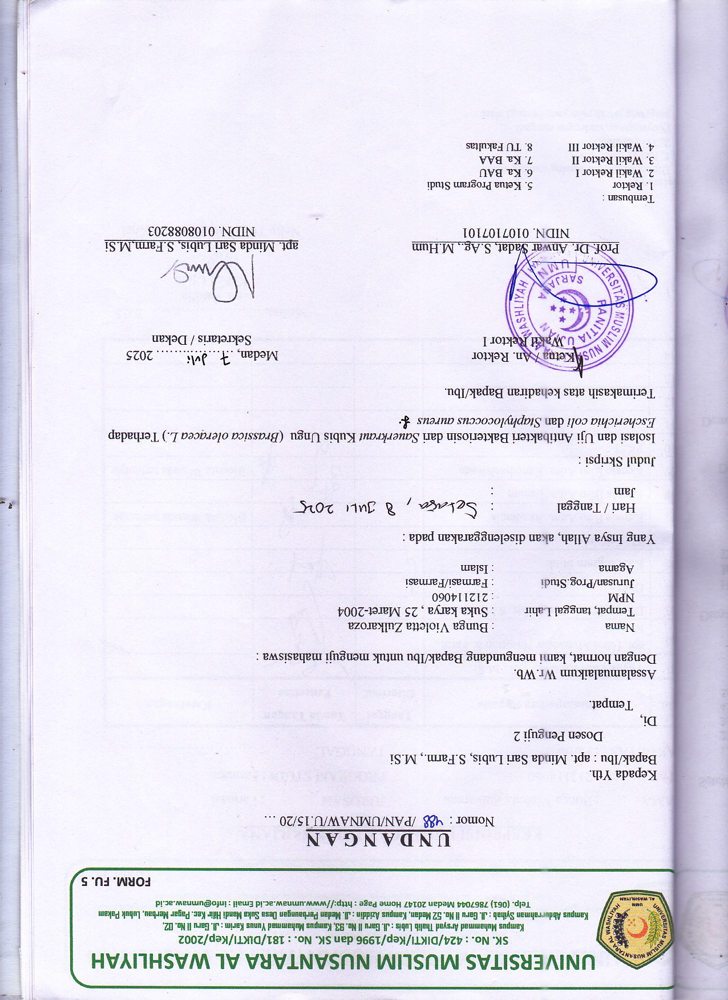 UNIVERSITAS MUSLIM NUSANTARA AL WASHLIYAH
SK. No. : 424/DIKTI/Kep/1996 dan SK. No. : 181/DIKTI/Kep/2002
Kampus Muhammad Arsyad Thalib Lubis : Jl. Garu II No. 93, Kampus Muhammad Yunus Karim : Jl. Garu II No. 02,
Kampus Abdurrahman Syihab : Jl. Garu II No. 52 Medan, Kampus Aziddin : Jl. Medan Perbaungan Desa Suka Mandi Hilir Kec. Pagar Merbau, Lubuk Pakam
Telp. (061) 7867044 Medan 20147 Home Page : http://www.umnaw.ac.id Email : info@umnaw.ac.id
FORM. FU. 5
UNIVERSITAS MUSLIM NUSANTARA AL WASHLIYAH
UMN
AL WASHLIYAH
UNDANGAN
Nomor : 488 /PAN/UMNAW/U.15/20 ...
Kepada Yth.
Bapak/Ibu : apt. Minda Sari Lubis, S.Farm., M.Si
Dosen Penguji 2
Di,
Tempat.
Assalamualaikum Wr.Wb.
Dengan hormat, kami mengundang Bapak/Ibu untuk menguji mahasiswa :
Nama : Bunga Violetta Zulkaroza
Tempat, tanggal Lahir : Suka karya , 25 Maret-2004
NPM : 212114060
Jurusan/Prog.Studi : Farmasi/Farmasi
Agama : Islam
Yang Insya Allah, akan diselenggarakan pada :
Hari / Tanggal : Selasa, 8 Juli 2025
Jam :
Judul Skripsi :
Isolasi dan Uji Antibakteri Bakteriosin dari Sauerkraut Kubis Ungu (Brassica oleracea L.) Terhadap
Escherichia coli dan Staphylococcus aureus
Terimakasih atas kehadiran Bapak/Ibu.
Medan, 7 Juli 2025
Ketua / An. Rektor
Wakil Rektor I
Sekretaris / Dekan
UNIVERSITAS MUSLIM NUSANTARA AL WASHLIYAH
PANITIA UJIAN
SARJANA
UMN
Prof. Dr. Anwar Sadat, S.Ag., M.Hum
NIDN. 0107107101
apt. Minda Sari Lubis, S.Farm,M.Si
NIDN. 0108088203
Tembusan :
1. Rektor 5. Ketua Program Studi
2. Wakil Rektor I 6. Ka. BAU
3. Wakil Rektor II 7. Ka. BAA
4. Wakil Rektor III 8. TU Fakultas